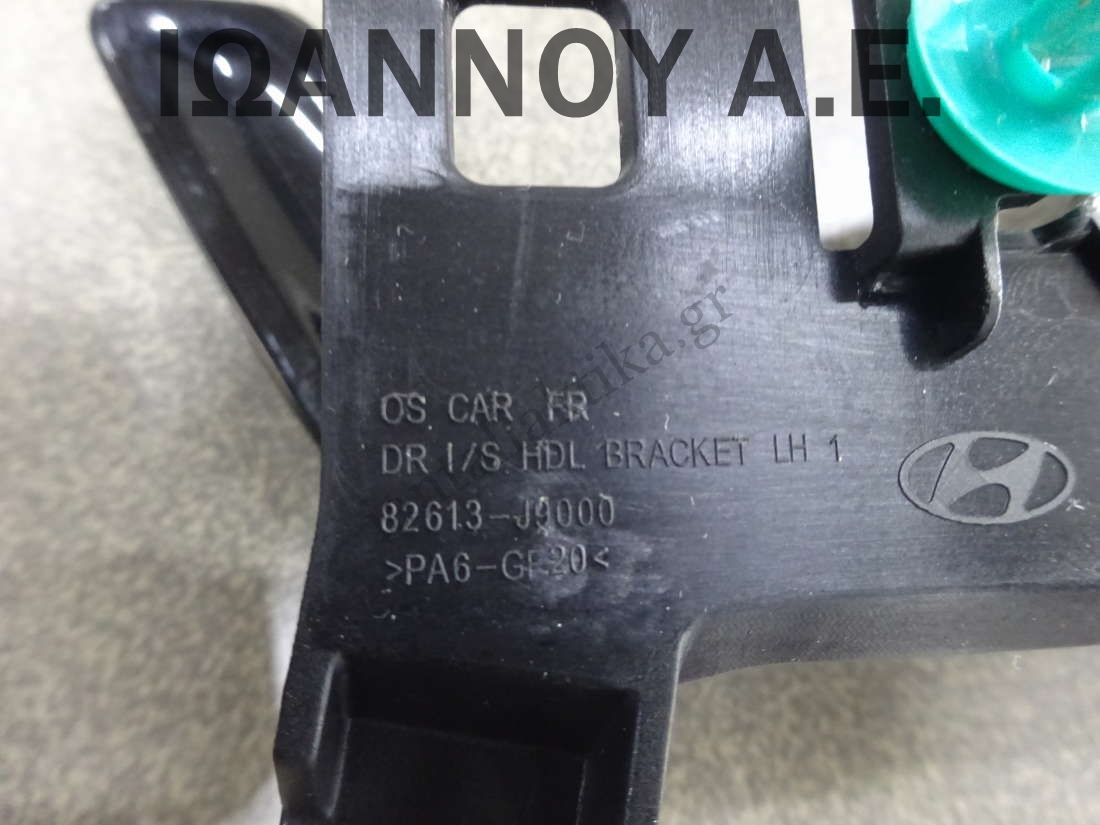 ΙΩΑΝΝΟΥ Α.Ε.
OS CAR FR
DR I/S HDL BRACKET LH 1
82613-J9000
>PA6-GF20<